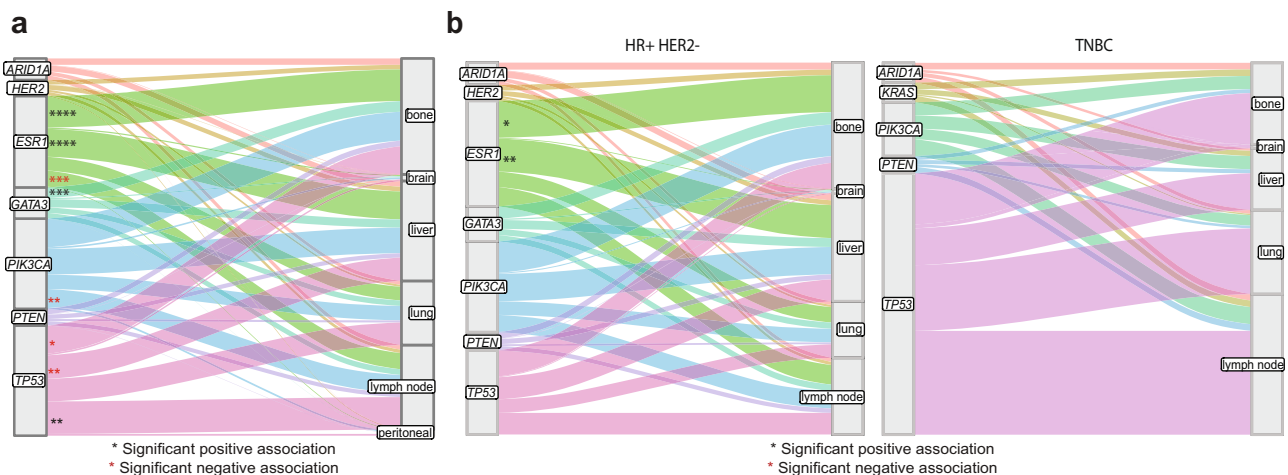 a
ARID1A
HER2
****
****
ESR1
***
***
GATA3
PIK3CA
**
PTEN
*
**
TP53
**
bone
brain
liver
lung
lymph node
peritoneal
* Significant positive association
* Significant negative association
b
HR+ HER2-
ARID1A
HER2
*
ESR1
**
GATA3
PIK3CA
PTEN
TP53
bone
brain
liver
lung
lymph node
TNBC
ARID1A
KRAS
PIK3CA
PTEN
TP53
bone
brain
liver
lung
lymph node
* Significant positive association
* Significant negative association